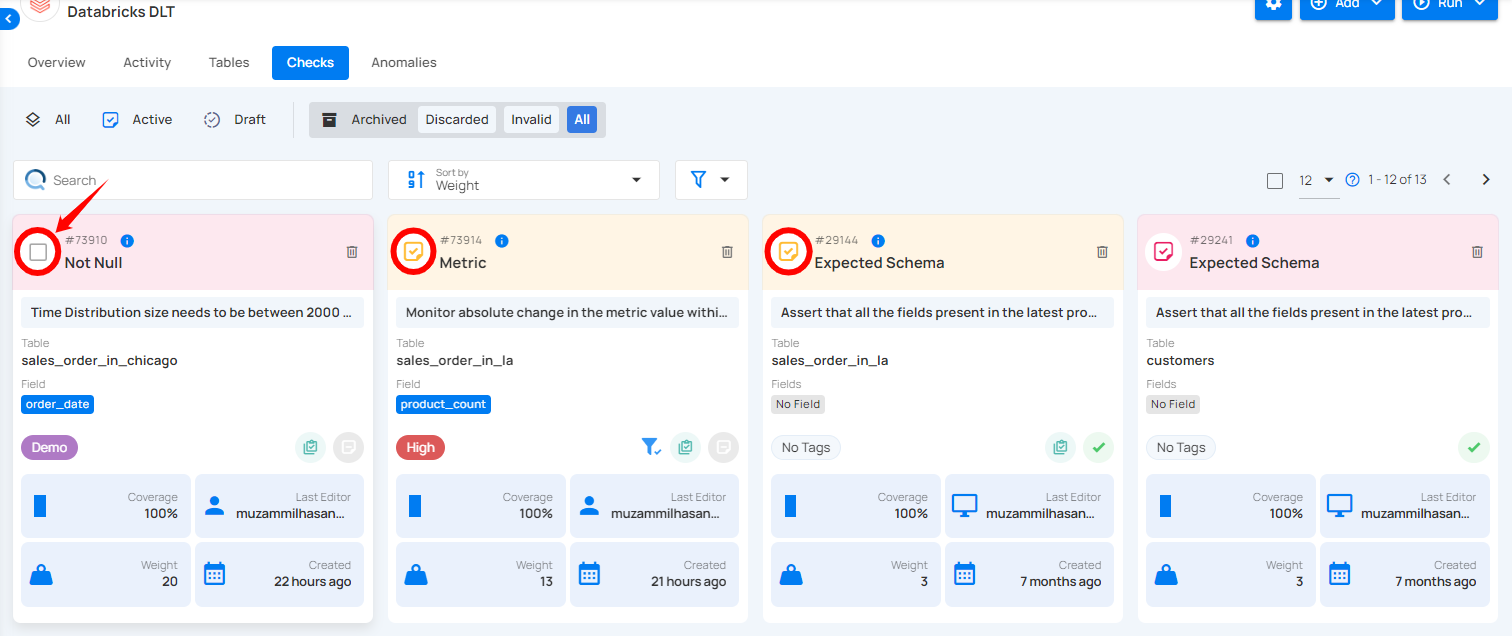 Databricks DLT
Add
Run
Overview
Activity
Tables
Checks
Anomalies
All
Active
Draft
Archived
Discarded
Invalid
All
Search
Sort by
Weight
12
1 - 12 of 13
#73910
Not Null
Time Distribution size needs to be between 2000 ...
Table
sales_order_in_chicago
Field
order_date
Demo
Coverage
100%
Last Editor
muzammilhasan...
Weight
20
Created
22 hours ago
#73914
Metric
Monitor absolute change in the metric value withi...
Table
sales_order_in_la
Field
product_count
High
Coverage
100%
Last Editor
muzammilhasan...
Weight
13
Created
21 hours ago
#29144
Expected Schema
Assert that all the fields present in the latest pro...
Table
sales_order_in_la
Fields
No Field
No Tags
Coverage
100%
Last Editor
muzammilhasan...
Weight
3
Created
7 months ago
#29241
Expected Schema
Assert that all the fields present in the latest pro...
Table
customers
Fields
No Field
No Tags
Coverage
100%
Last Editor
muzammilhasan...
Weight
3
Created
7 months ago